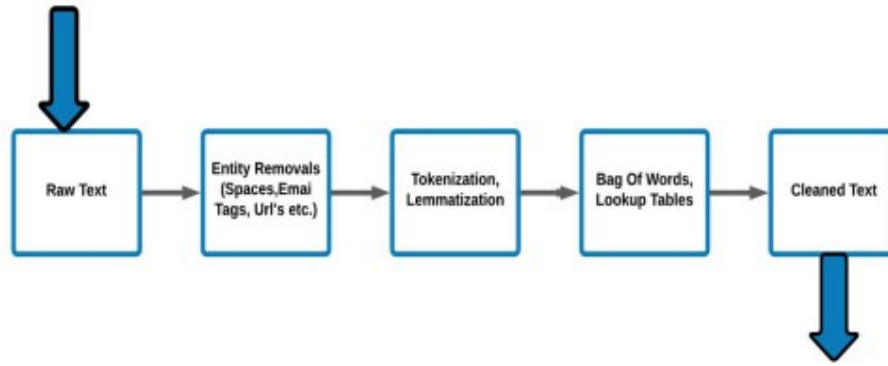 Raw Text
Entity Removals
(Spaces,Emai
Tags, Url's etc.)
Tokenization,
Lemmatization
Bag Of Words,
Lookup Tables
Cleaned Text